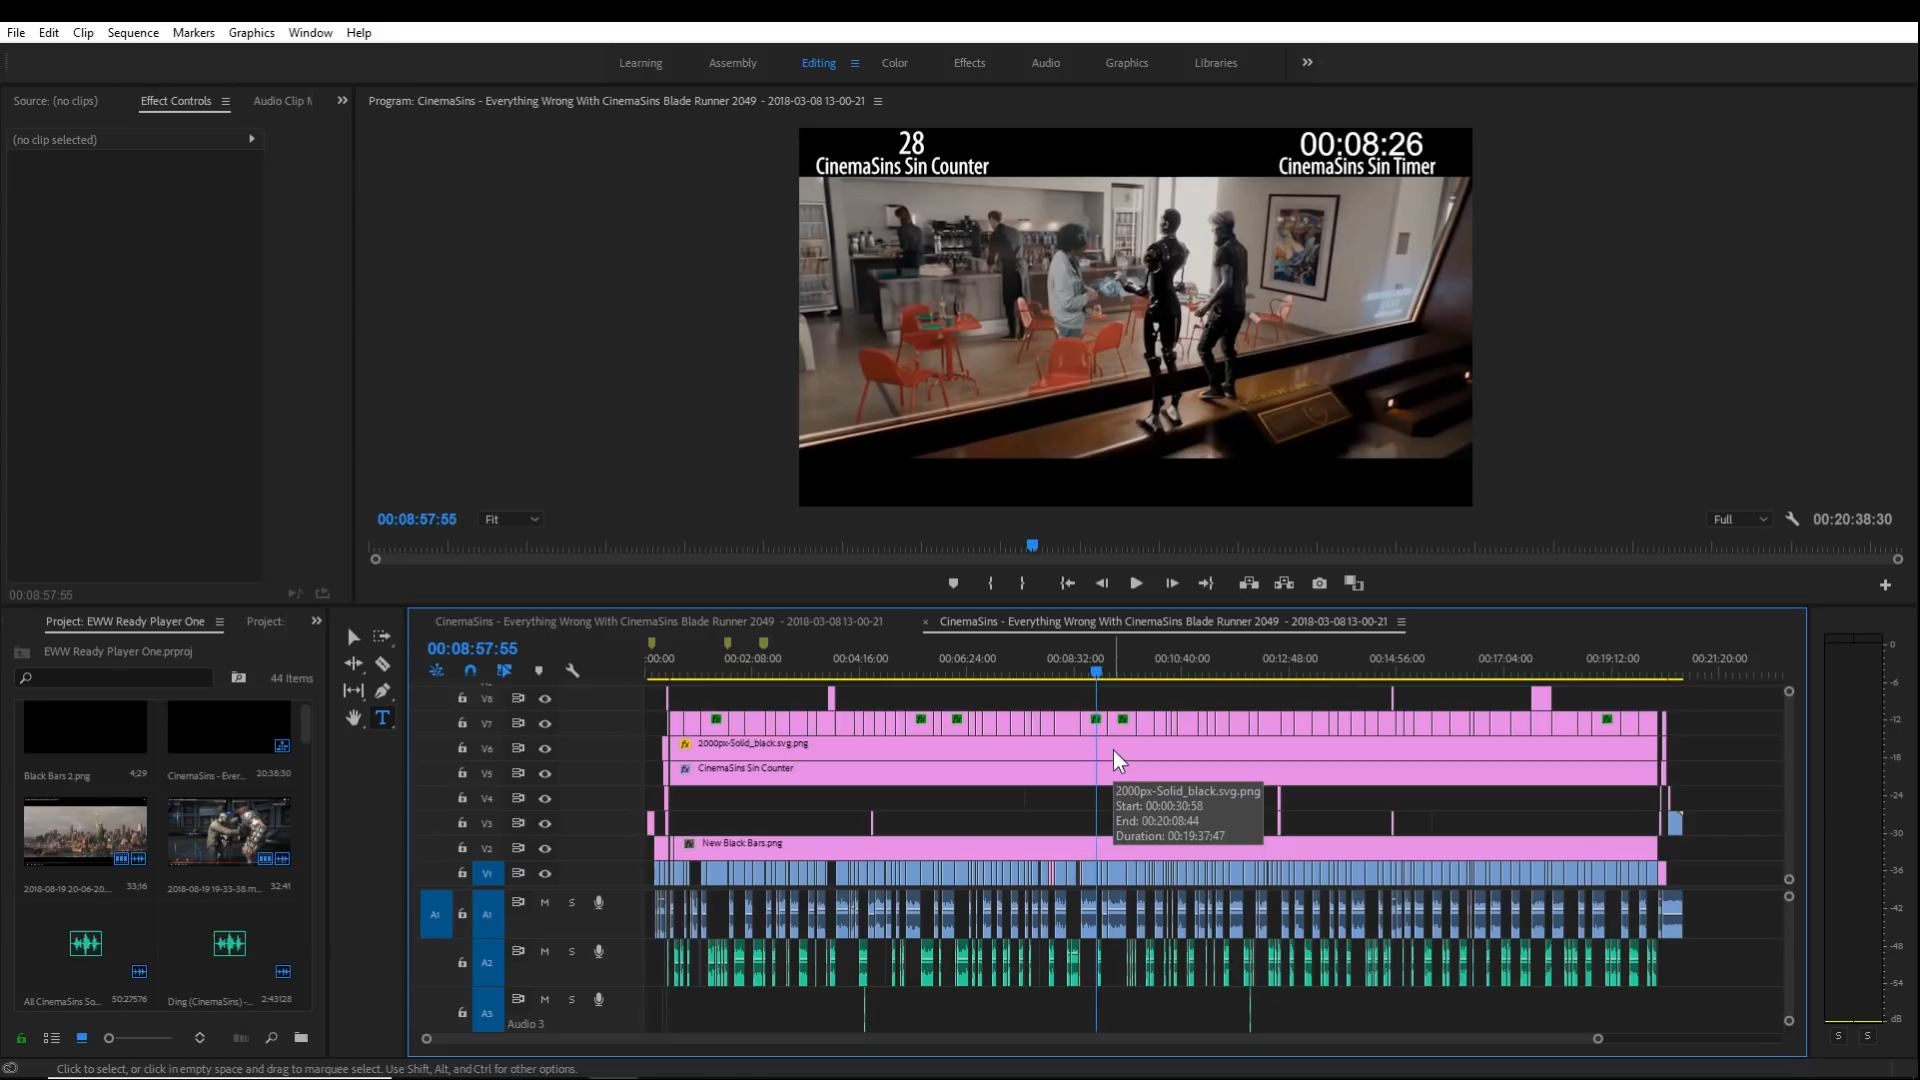 File Edit Clip Sequence Markers Graphics Window Help
Learning Assembly Editing Color Effects Audio Graphics Libraries
Source: (no clips) Effect Controls Audio Clip
Program: CinemaSins - Everything Wrong With CinemaSins Blade Runner 2049 - 2018-03-08 13-00-21
(no clip selected)
28
CinemaSins Sin Counter
00:08:26
CinemaSins Sin Timer
00:08:57:55 Fit Full 00:20:38:30
00:08:57:55
Project: EWW Ready Player One Project:
EWW Ready Player One.prproj
44 Items
Black Bars 2.png 4;29
CinemaSins - Ever... 20:38:30
2018-08-19 20-06-20... 33;16
2018-08-19 19-33-38.m... 32:41
All CinemaSins So... 50:27576
Ding (CinemaSins) -... 2:43128
CinemaSins - Everything Wrong With CinemaSins Blade Runner 2049 - 2018-03-08 13-00-21
× CinemaSins - Everything Wrong With CinemaSins Blade Runner 2049 - 2018-03-08 13-00-21
00:08:57:55
:00:00 00:02:08:00 00:04:16:00 00:06:24:00 00:08:32:00 00:10:40:00 00:12:48:00 00:14:56:00 00:17:04:00 00:19:12:00 00:21:20:00
V8
V7
V6 fx 2000px-Solid_black.svg.png
V5 fx CinemaSins Sin Counter
V4
V3
V2 fx New Black Bars.png
V1
2000px-Solid_black.svg.png
Start: 00:00:30:58
End: 00:20:08:44
Duration: 00:19:37:47
A1 A1 M S
A2 M S
A3 M S
Audio 3
0
-6
-12
-18
-24
-30
-36
-42
-48
-54
dB
S S
Click to select, or click in empty space and drag to marquee select. Use Shift, Alt, and Ctrl for other options.